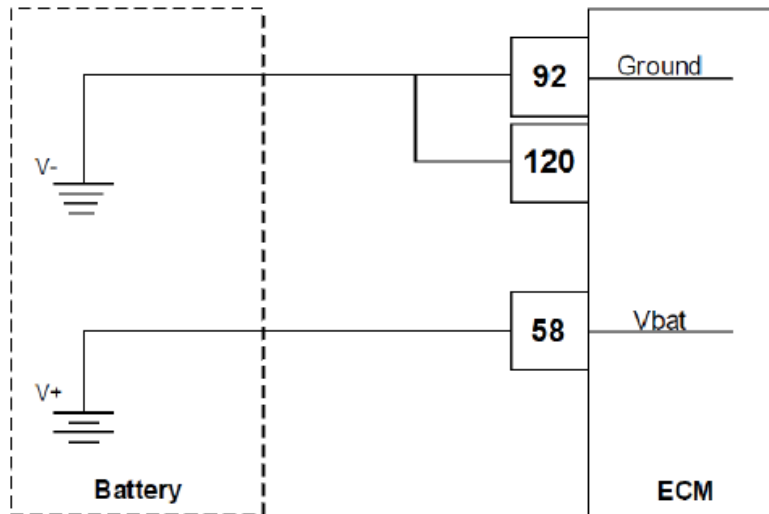 92
Ground
120
V-
58
Vbat
V+
Battery
ECM